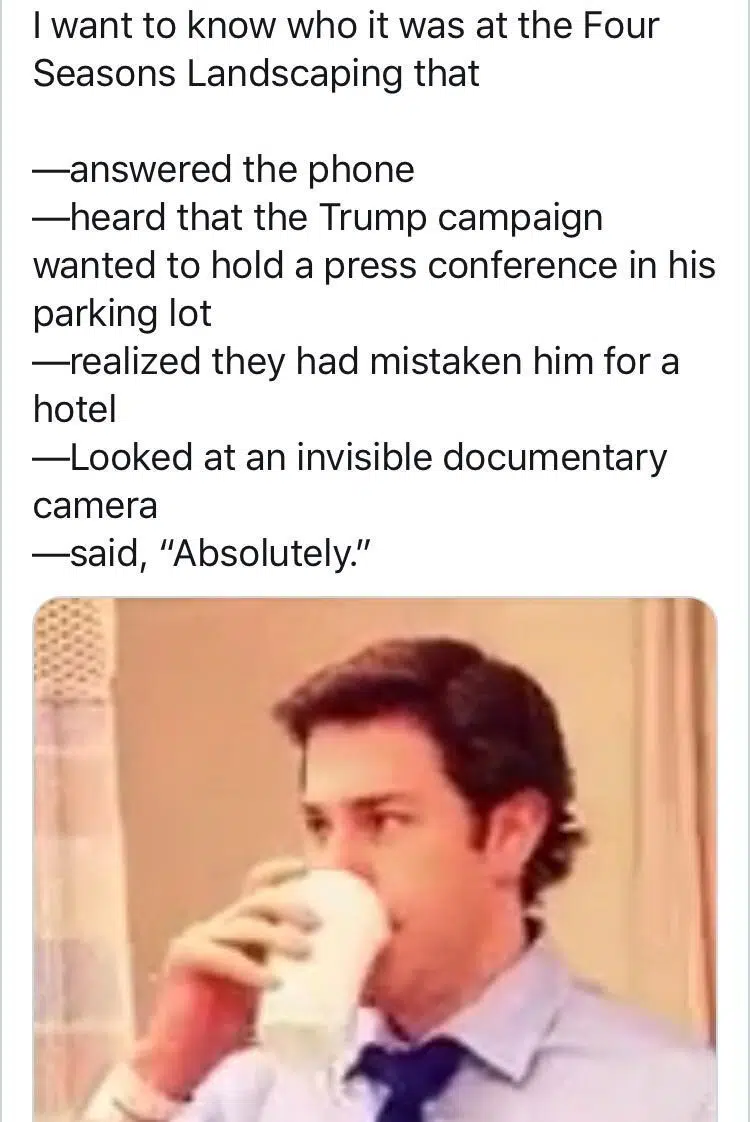 I want to know who it was at the Four
Seasons Landscaping that
—answered the phone
—heard that the Trump campaign
wanted to hold a press conference in his
parking lot
—realized they had mistaken him for a
hotel
—Looked at an invisible documentary
camera
—said, “Absolutely.”